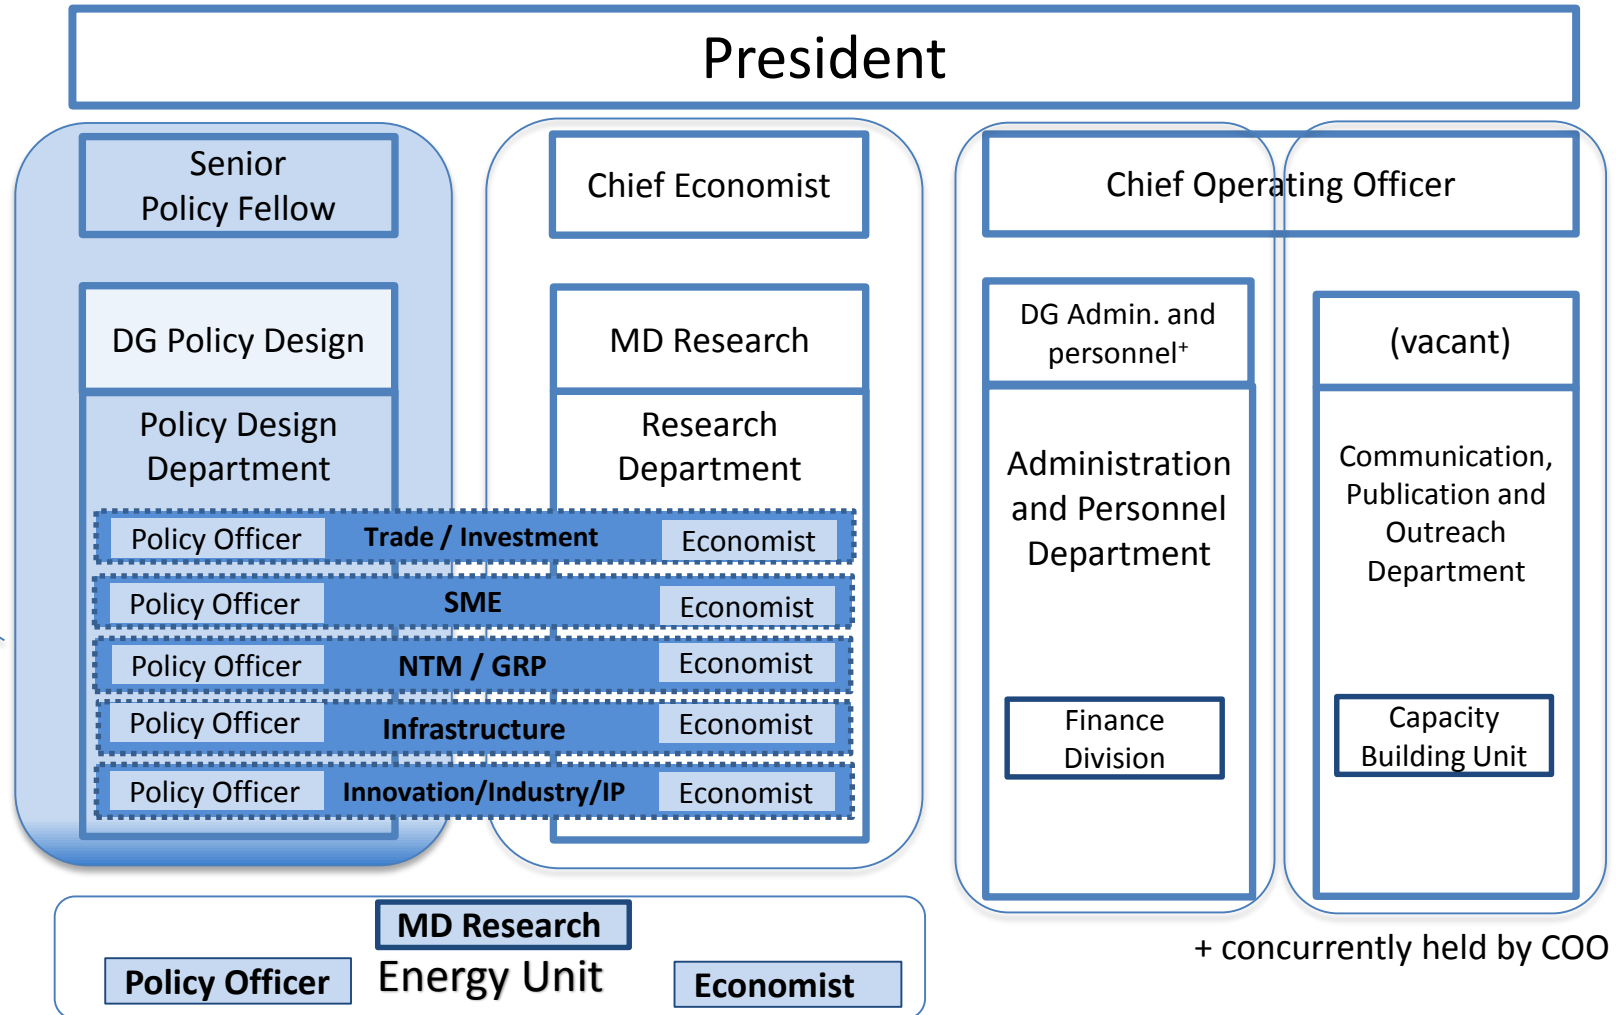 President
Senior
Policy Fellow
Chief Economist
Chief Operating Officer
DG Policy Design
MD Research
DG Admin. and
personnel⁺
(vacant)
Policy Design
Department
Research
Department
Administration
and Personnel
Department
Communication,
Publication and
Outreach
Department
Policy Officer Trade / Investment Economist
Policy Officer SME Economist
Policy Officer NTM / GRP Economist
Policy Officer Infrastructure Economist
Policy Officer Innovation/Industry/IP Economist
Finance
Division
Capacity
Building Unit
MD Research
Policy Officer Energy Unit Economist
+ concurrently held by COO